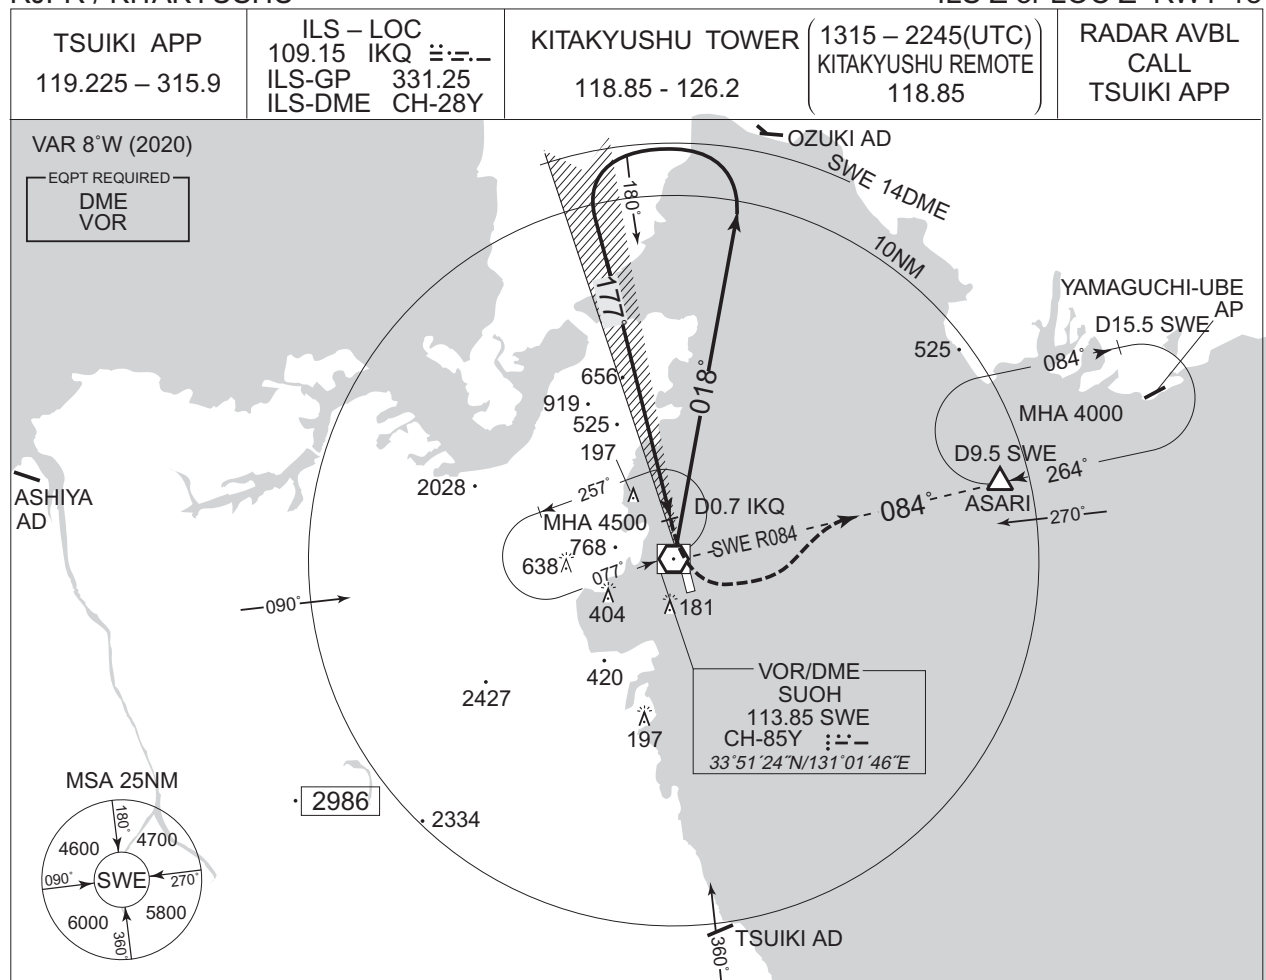 TSUIKI APP
119.225 – 315.9
ILS – LOC
109.15 IKQ
ILS-GP 331.25
ILS-DME CH-28Y
KITAKYUSHU TOWER
118.85 - 126.2
1315 – 2245(UTC)
KITAKYUSHU REMOTE
118.85
RADAR AVBL
CALL
TSUIKI APP
VAR 8°W (2020)
EQPT REQUIRED
DME
VOR
OZUKI AD
SWE 14DME
10NM
180°
177°
018°
YAMAGUCHI-UBE
AP
D15.5 SWE
525
084°
MHA 4000
656
919
525
197
D9.5 SWE
264°
ASARI
270°
ASHIYA
AD
2028
257°
MHA 4500
D0.7 IKQ
084°
SWE R084
768
638
077°
090°
404
181
420
2427
197
VOR/DME
SUOH
113.85 SWE
CH-85Y
33°51´24˝N/131°01´46˝E
MSA 25NM
2986
2334
180°
4600
4700
090°
SWE
270°
6000
5800
360°
TSUIKI AD
360°